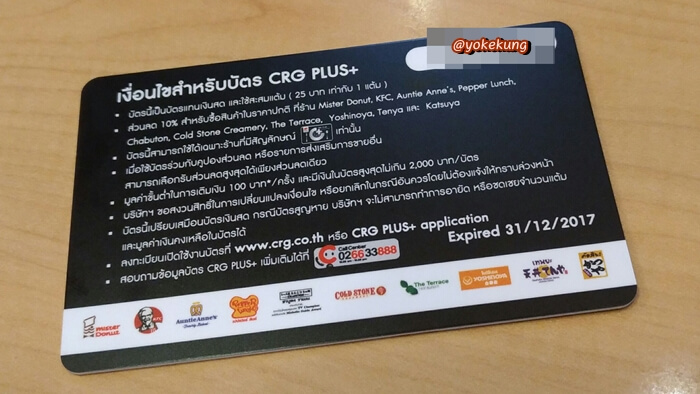 @yokekung
เงื่อนไขสำหรับบัตร CRG PLUS+
• บัตรนี้เป็นบัตรแทนเงินสด และใช้สะสมแต้ม ( 25 บาท เท่ากับ 1 แต้ม )
• ส่วนลด 10% สำหรับซื้อสินค้าในราคาปกติ ที่ร้าน Mister Donut, KFC, Auntie Anne's, Pepper Lunch,
Chabuton, Cold Stone Creamery, The Terrace, Yoshinoya, Tenya และ Katsuya
• บัตรนี้สามารถใช้ได้เฉพาะร้านที่มีสัญลักษณ์ เท่านั้น
• เมื่อใช้บัตรร่วมกับคูปองส่วนลด หรือรายการส่งเสริมการขายอื่น
สามารถเลือกรับส่วนลดสูงสุดได้เพียงส่วนลดเดียว
• มูลค่าขั้นต่ำในการเติมเงิน 100 บาท*/ครั้ง และมีเงินในบัตรสูงสุดไม่เกิน 2,000 บาท/บัตร
• บริษัทฯ ขอสงวนสิทธิ์ในการเปลี่ยนแปลงเงื่อนไข หรือยกเลิกในกรณีอันควรโดยไม่ต้องแจ้งให้ทราบล่วงหน้า
• บัตรนี้เปรียบเสมือนบัตรเงินสด กรณีบัตรสูญหาย บริษัทฯ จะไม่สามารถทำการอายัด หรือชดเชยจำนวนแต้ม
และมูลค่าเงินคงเหลือในบัตรได้
• ลงทะเบียนเปิดใช้งานบัตรที่ www.crg.co.th หรือ CRG PLUS+ application
• สอบถามข้อมูลบัตร CRG PLUS+ เพิ่มเติมได้ที่ Call Center 026633888
Expired 31/12/2017
mister Donut KFC Auntie Anne's PEPPER LUNCH COLD STONE CREAMERY The Terrace YOSHINOYA